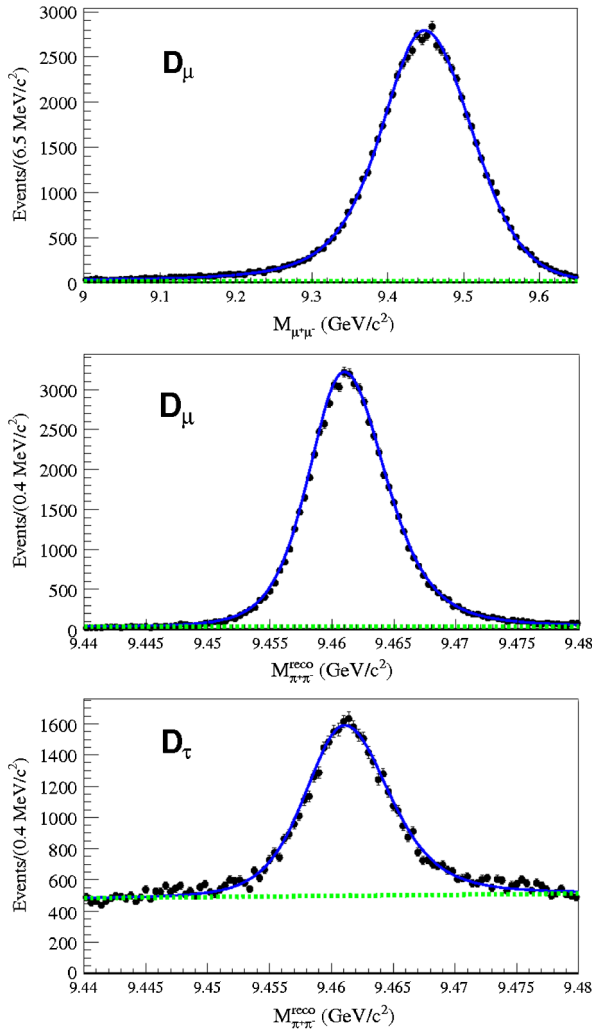 3000
2500
2000
1500
1000
500
0
Events/(6.5 MeV/c²)
Dμ
9 9.1 9.2 9.3 9.4 9.5 9.6
Mμ⁺μ⁻ (GeV/c²)
3000
2500
2000
1500
1000
500
0
Events/(0.4 MeV/c²)
Dμ
9.44 9.445 9.45 9.455 9.46 9.465 9.47 9.475 9.48
M^reco_π⁺π⁻ (GeV/c²)
1600
1400
1200
1000
800
600
400
200
0
Events/(0.4 MeV/c²)
Dτ
9.44 9.445 9.45 9.455 9.46 9.465 9.47 9.475 9.48
M^reco_π⁺π⁻ (GeV/c²)